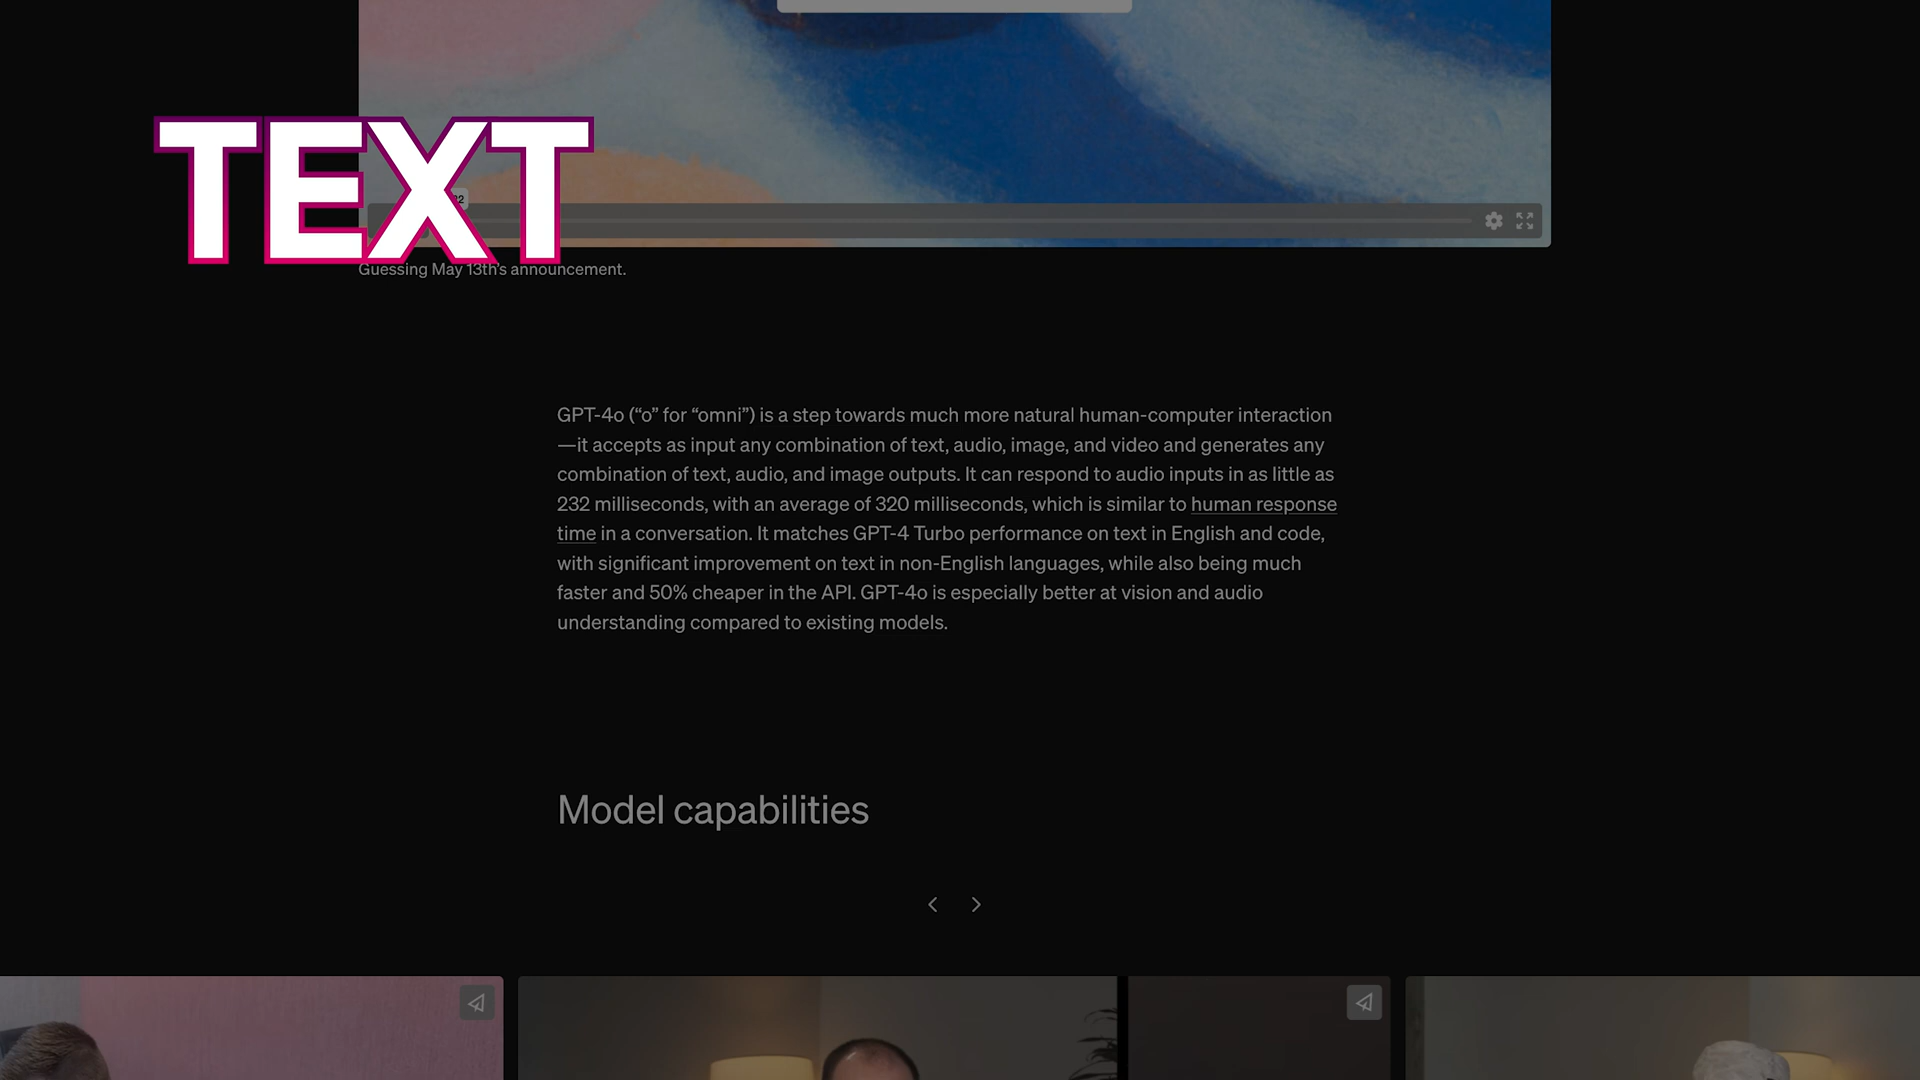 TEXT
Guessing May 13th's announcement.
GPT-4o (“o” for “omni”) is a step towards much more natural human-computer interaction
—it accepts as input any combination of text, audio, image, and video and generates any
combination of text, audio, and image outputs. It can respond to audio inputs in as little as
232 milliseconds, with an average of 320 milliseconds, which is similar to human response
time in a conversation. It matches GPT-4 Turbo performance on text in English and code,
with significant improvement on text in non-English languages, while also being much
faster and 50% cheaper in the API. GPT-4o is especially better at vision and audio
understanding compared to existing models.
Model capabilities